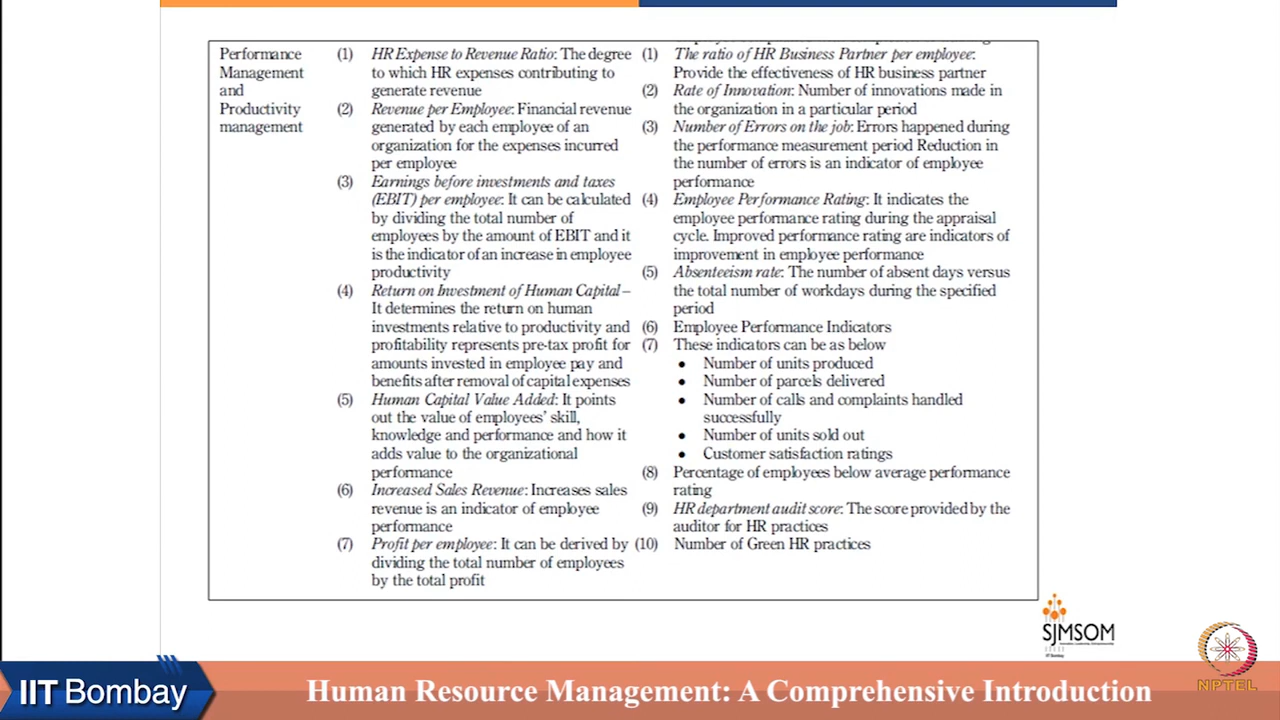 Performance
Management
and
Productivity
management
(1) HR Expense to Revenue Ratio: The degree
to which HR expenses contributing to
generate revenue
(2) Revenue per Employee: Financial revenue
generated by each employee of an
organization for the expenses incurred
per employee
(3) Earnings before investments and taxes
(EBIT) per employee: It can be calculated
by dividing the total number of
employees by the amount of EBIT and it
is the indicator of an increase in employee
productivity
(4) Return on Investment of Human Capital –
It determines the return on human
investments relative to productivity and
profitability represents pre-tax profit for
amounts invested in employee pay and
benefits after removal of capital expenses
(5) Human Capital Value Added: It points
out the value of employees' skill,
knowledge and performance and how it
adds value to the organizational
performance
(6) Increased Sales Revenue: Increases sales
revenue is an indicator of employee
performance
(7) Profit per employee: It can be derived by
dividing the total number of employees
by the total profit
(1) The ratio of HR Business Partner per employee:
Provide the effectiveness of HR business partner
(2) Rate of Innovation: Number of innovations made in
the organization in a particular period
(3) Number of Errors on the job: Errors happened during
the performance measurement period Reduction in
the number of errors is an indicator of employee
performance
(4) Employee Performance Rating: It indicates the
employee performance rating during the appraisal
cycle. Improved performance rating are indicators of
improvement in employee performance
(5) Absenteeism rate: The number of absent days versus
the total number of workdays during the specified
period
(6) Employee Performance Indicators
(7) These indicators can be as below
● Number of units produced
● Number of parcels delivered
● Number of calls and complaints handled
successfully
● Number of units sold out
● Customer satisfaction ratings
(8) Percentage of employees below average performance
rating
(9) HR department audit score: The score provided by the
auditor for HR practices
(10) Number of Green HR practices
SJMSOM
IIT Bombay
NPTEL
IIT Bombay
Human Resource Management: A Comprehensive Introduction